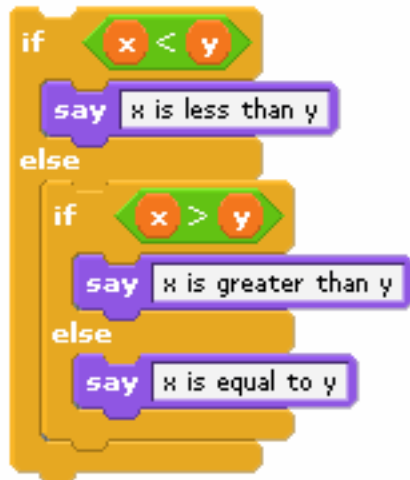 if x < y
say x is less than y
else
if x > y
say x is greater than y
else
say x is equal to y